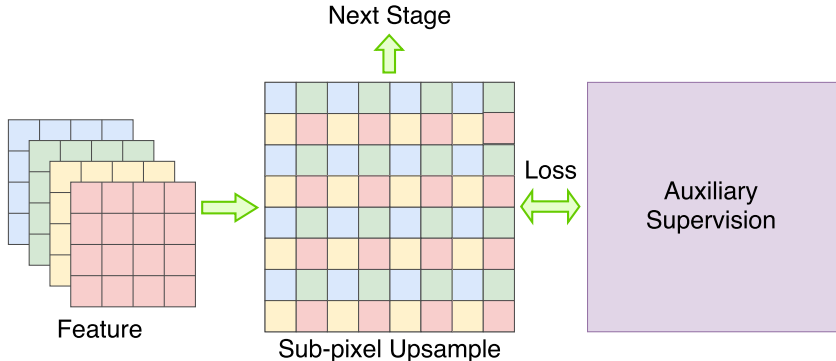 Next Stage
Loss
Auxiliary
Supervision
Feature
Sub-pixel Upsample